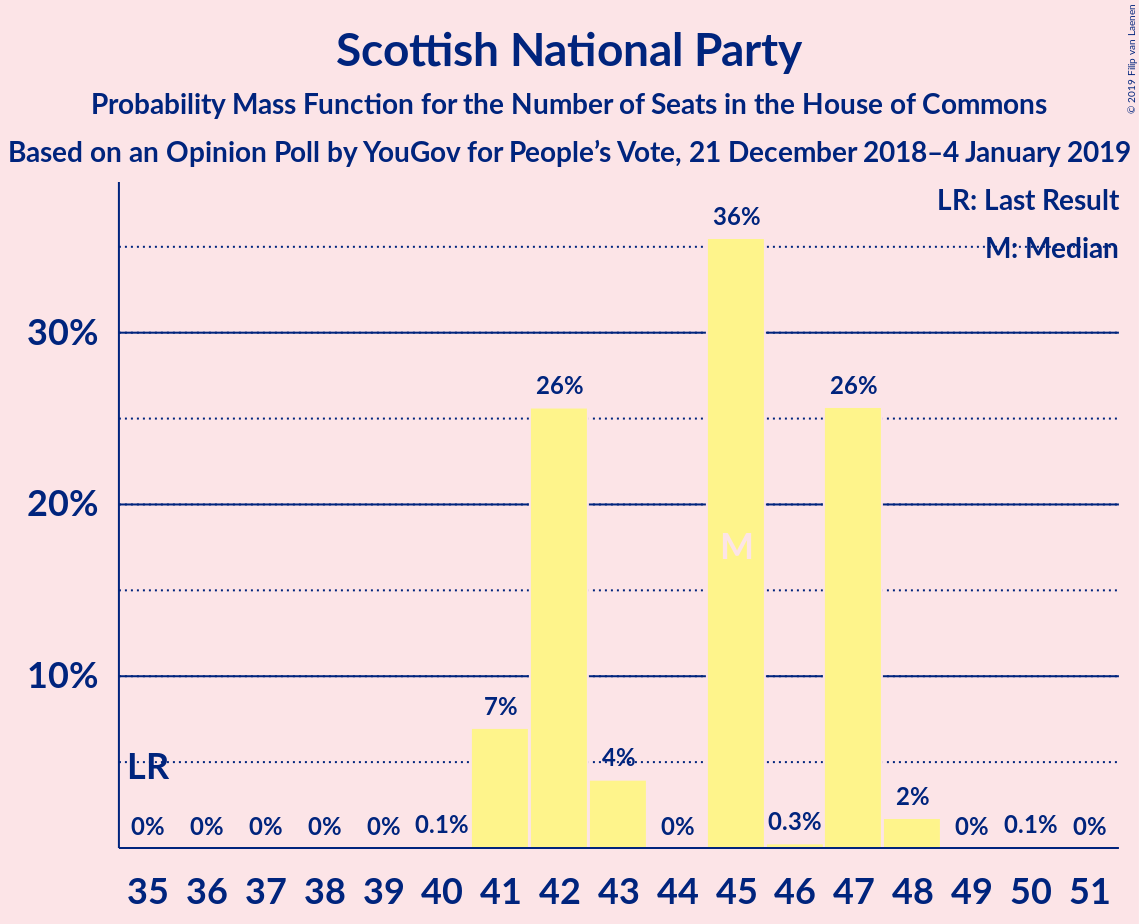 Scottish National Party
Probability Mass Function for the Number of Seats in the House of Commons
Based on an Opinion Poll by YouGov for People’s Vote, 21 December 2018–4 January 2019
© 2019 Filip van Laenen
LR: Last Result
M: Median
30%
20%
10%
36%
26%
26%
M
7%
4%
2%
LR
0%
0%
0%
0%
0%
0.1%
0%
0.3%
0%
0.1%
0%
35 36 37 38 39 40 41 42 43 44 45 46 47 48 49 50 51